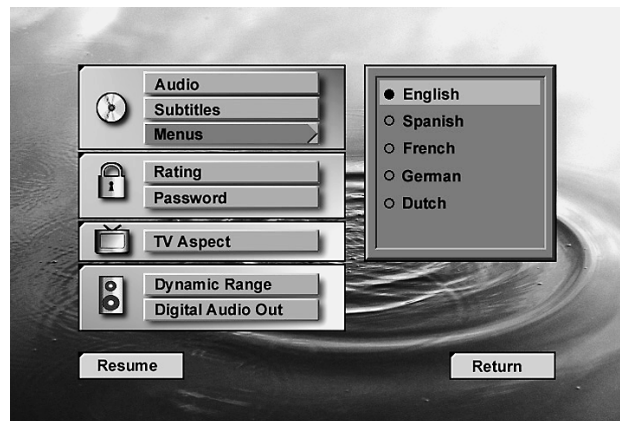 Audio
Subtitles
Menus
Rating
Password
TV Aspect
Dynamic Range
Digital Audio Out
English
Spanish
French
German
Dutch
Resume
Return